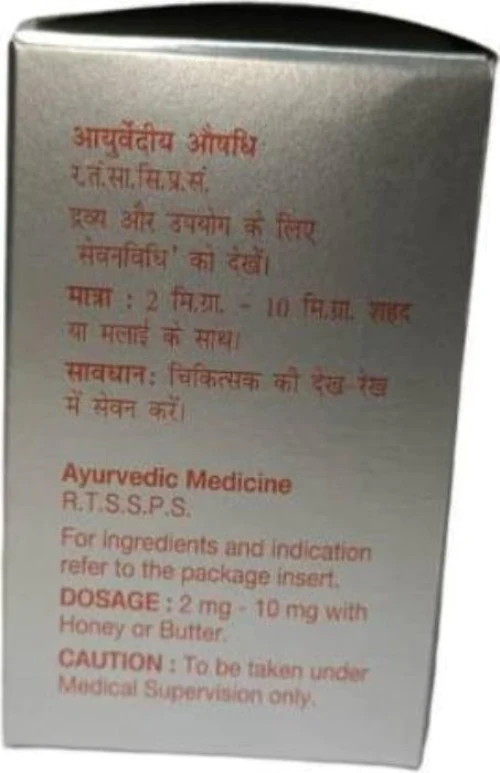 आयुर्वेदीय औषधि
र.तं.सा.सि.प्र.सं.
द्रव्य और उपयोग के लिए
'सेवनविधि' को देखें।
मात्रा : 2 मि.ग्रा. - 10 मि.ग्रा. शहद
या मलाई के साथ।
सावधान: चिकित्सक की देख-रेख
में सेवन करें।
Ayurvedic Medicine
R.T.S.S.P.S.
For ingredients and indication
refer to the package insert.
DOSAGE : 2 mg - 10 mg with
Honey or Butter.
CAUTION : To be taken under
Medical Supervision only.